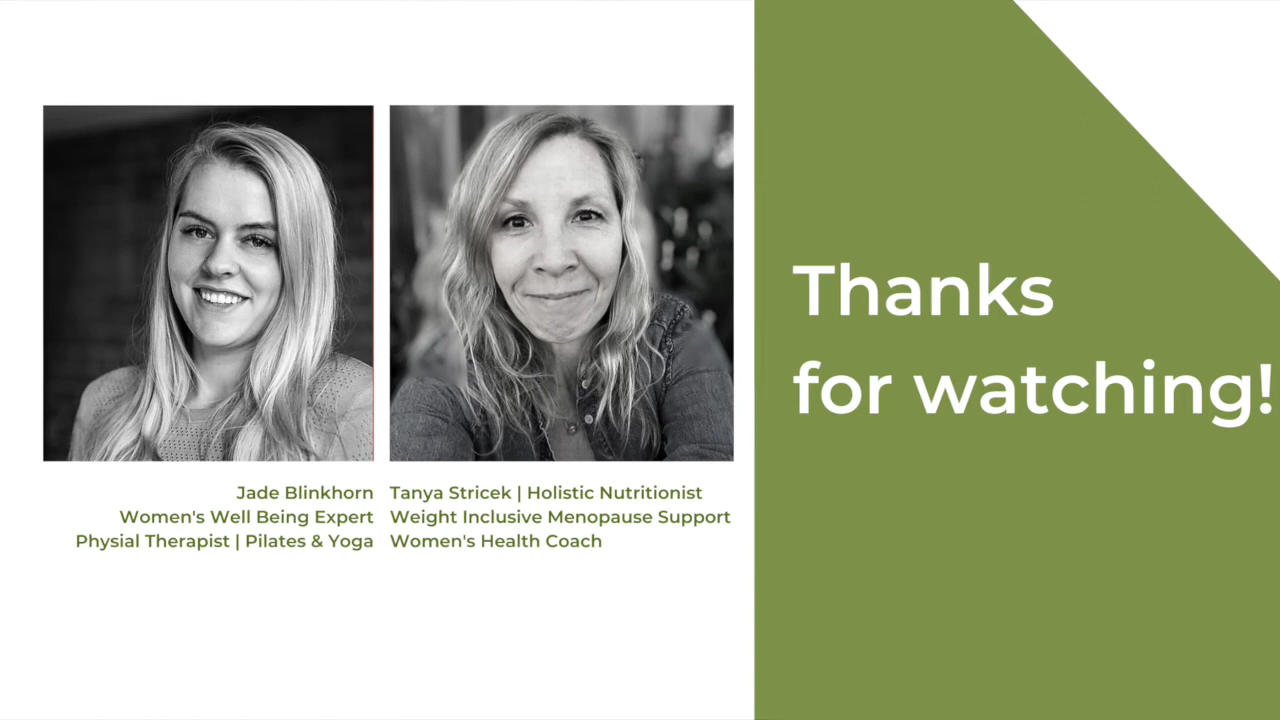 Jade Blinkhorn
Women's Well Being Expert
Physial Therapist | Pilates & Yoga
Tanya Stricek | Holistic Nutritionist
Weight Inclusive Menopause Support
Women's Health Coach
Thanks
for watching!